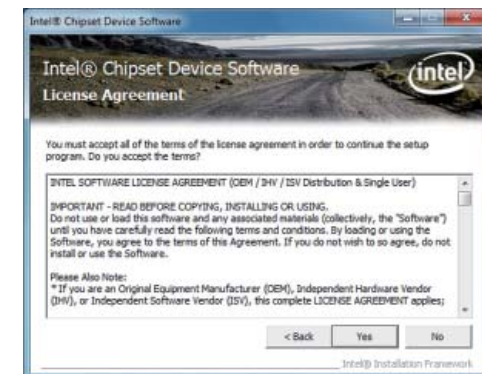 Intel® Chipset Device Software
Intel® Chipset Device Software
License Agreement
intel
You must accept all of the terms of the license agreement in order to continue the setup
program. Do you accept the terms?
INTEL SOFTWARE LICENSE AGREEMENT (OEM / IHV / ISV Distribution & Single User)
IMPORTANT - READ BEFORE COPYING, INSTALLING OR USING.
Do not use or load this software and any associated materials (collectively, the "Software")
until you have carefully read the following terms and conditions. By loading or using the
Software, you agree to the terms of this Agreement. If you do not wish to so agree, do not
install or use the Software.
Please Also Note:
* If you are an Original Equipment Manufacturer (OEM), Independent Hardware Vendor
(IHV), or Independent Software Vendor (ISV), this complete LICENSE AGREEMENT applies;
< Back Yes No
Intel® Installation Framework